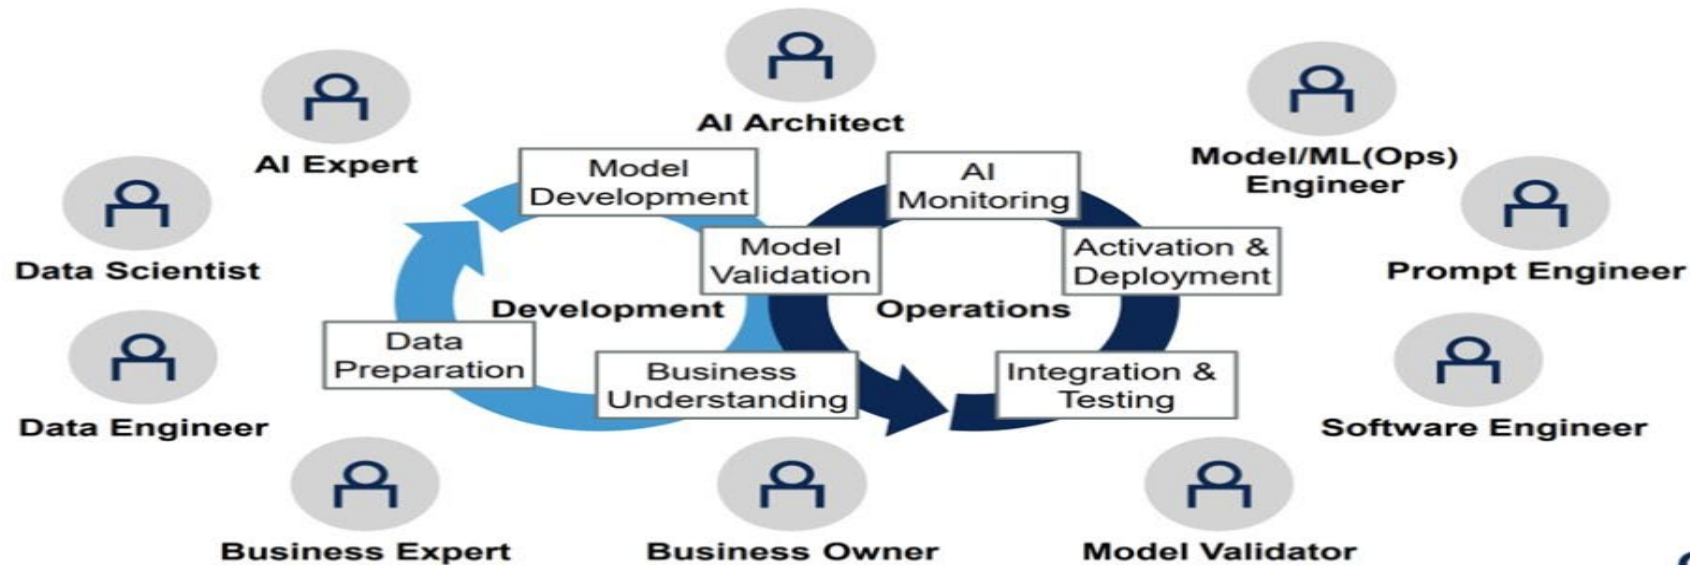 AI Architect
AI Expert
Model/ML(Ops)
Engineer
Model
Development
AI
Monitoring
Data Scientist
Model
Validation
Activation &
Deployment
Prompt Engineer
Development
Operations
Data
Preparation
Business
Understanding
Integration &
Testing
Data Engineer
Software Engineer
Business Expert
Business Owner
Model Validator